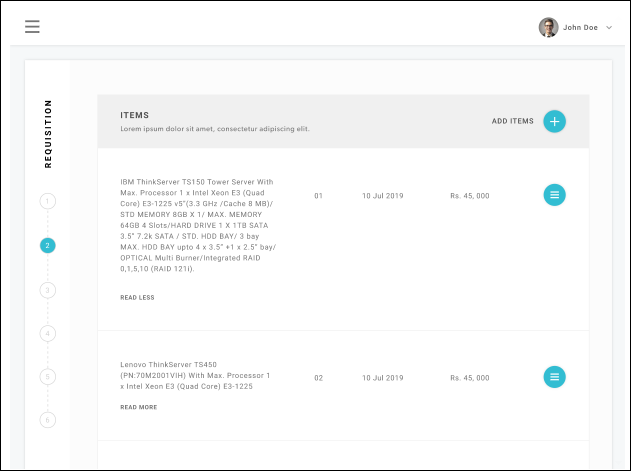 John Doe
REQUISITION
1
2
3
4
5
6
ITEMS
Lorem ipsum dolor sit amet, consectetur adipiscing elit.
ADD ITEMS
IBM ThinkServer TS150 Tower Server With
Max. Processor 1 x Intel Xeon E3 (Quad
Core) E3-1225 v5"(3.3 GHz /Cache 8 MB)/
STD MEMORY 8GB X 1/ MAX. MEMORY
64GB 4 Slots/HARD DRIVE 1 X 1TB SATA
3.5" 7.2k SATA / STD. HDD BAY/ 3 bay
MAX. HDD BAY upto 4 x 3.5" +1 x 2.5" bay/
OPTICAL Multi Burner/Integrated RAID
0,1,5,10 (RAID 121i).
READ LESS
01
10 Jul 2019
Rs. 45, 000
Lenovo ThinkServer TS450
(PN:70M2001VIH) With Max. Processor 1
x Intel Xeon E3 (Quad Core) E3-1225
READ MORE
02
10 Jul 2019
Rs. 45, 000